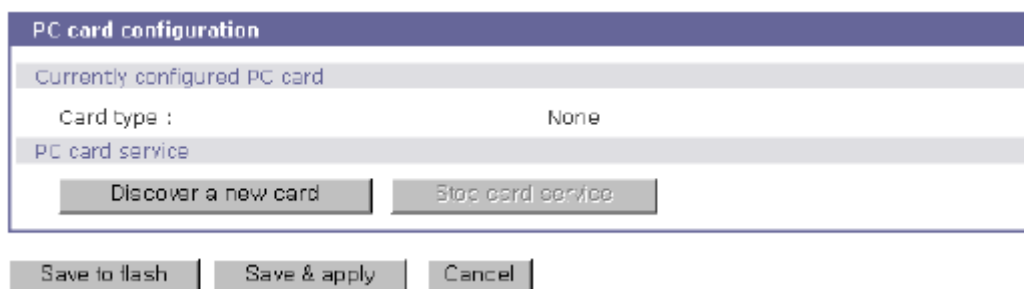 PC card configuration
Currently configured PC card
Card type : None
PC card service
Discover a new card Stop card service
Save to flash Save & apply Cancel